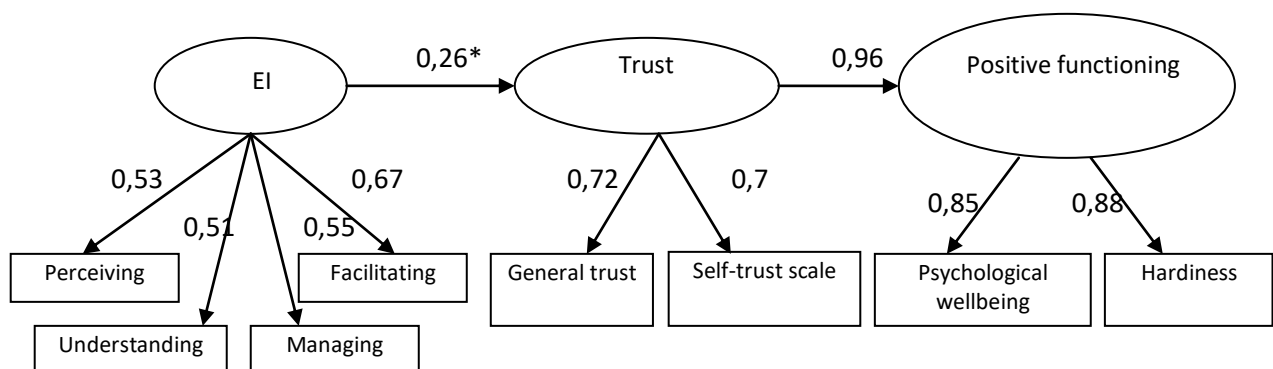 0,26*
0,96
EI
Trust
Positive functioning
0,53
0,67
0,72
0,7
0,51
0,55
0,85
0,88
Perceiving
Facilitating
General trust
Self-trust scale
Psychological
wellbeing
Hardiness
Understanding
Managing